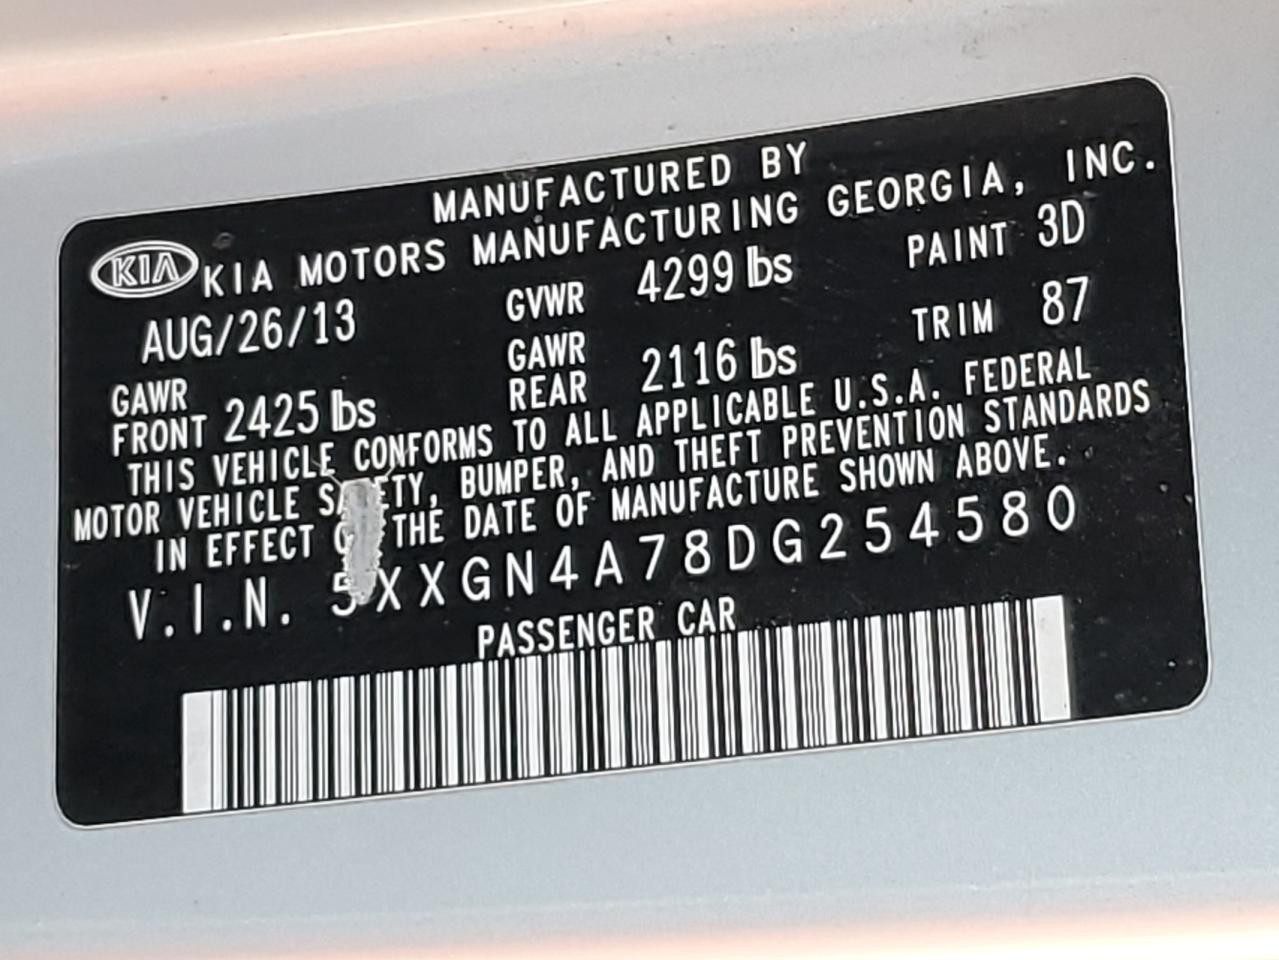 MANUFACTURED BY
KIA KIA MOTORS MANUFACTURING GEORGIA, INC.
AUG/26/13 GVWR 4299 lbs PAINT 3D
GAWR FRONT 2425 lbs GAWR REAR 2116 lbs TRIM 87
THIS VEHICLE CONFORMS TO ALL APPLICABLE U.S.A. FEDERAL
MOTOR VEHICLE SAFETY, BUMPER, AND THEFT PREVENTION STANDARDS
IN EFFECT THE DATE OF MANUFACTURE SHOWN ABOVE.
V.I.N. 5XXGN4A78DG254580
PASSENGER CAR